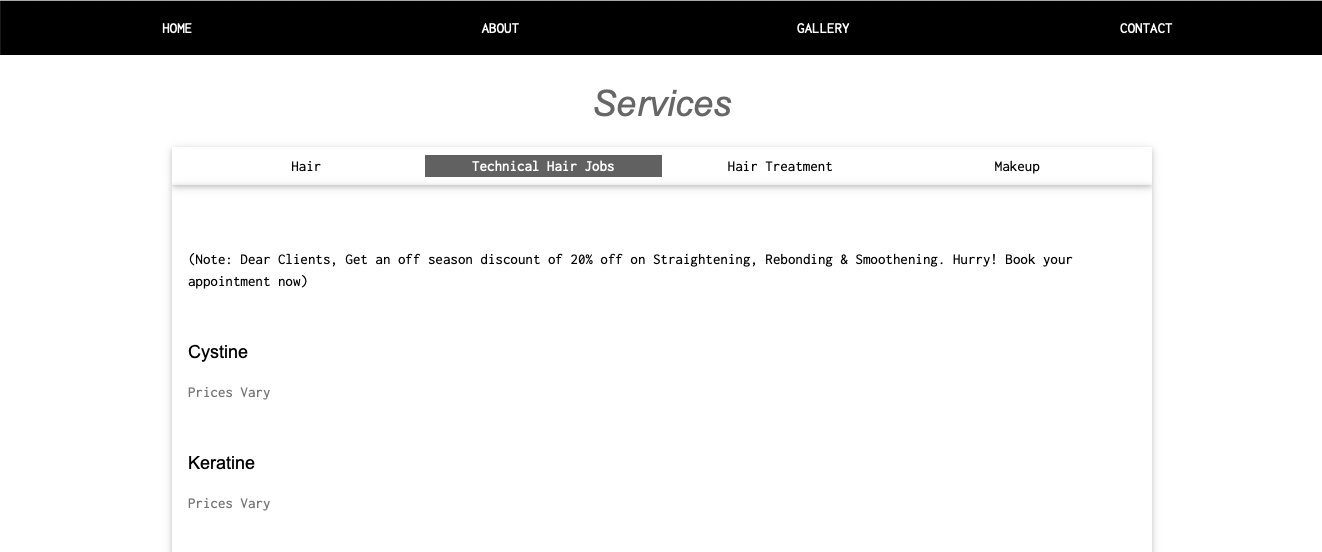 HOME ABOUT GALLERY CONTACT
Services
Hair Technical Hair Jobs Hair Treatment Makeup
(Note: Dear Clients, Get an off season discount of 20% off on Straightening, Rebonding & Smoothening. Hurry! Book your
appointment now)
Cystine
Prices Vary
Keratine
Prices Vary